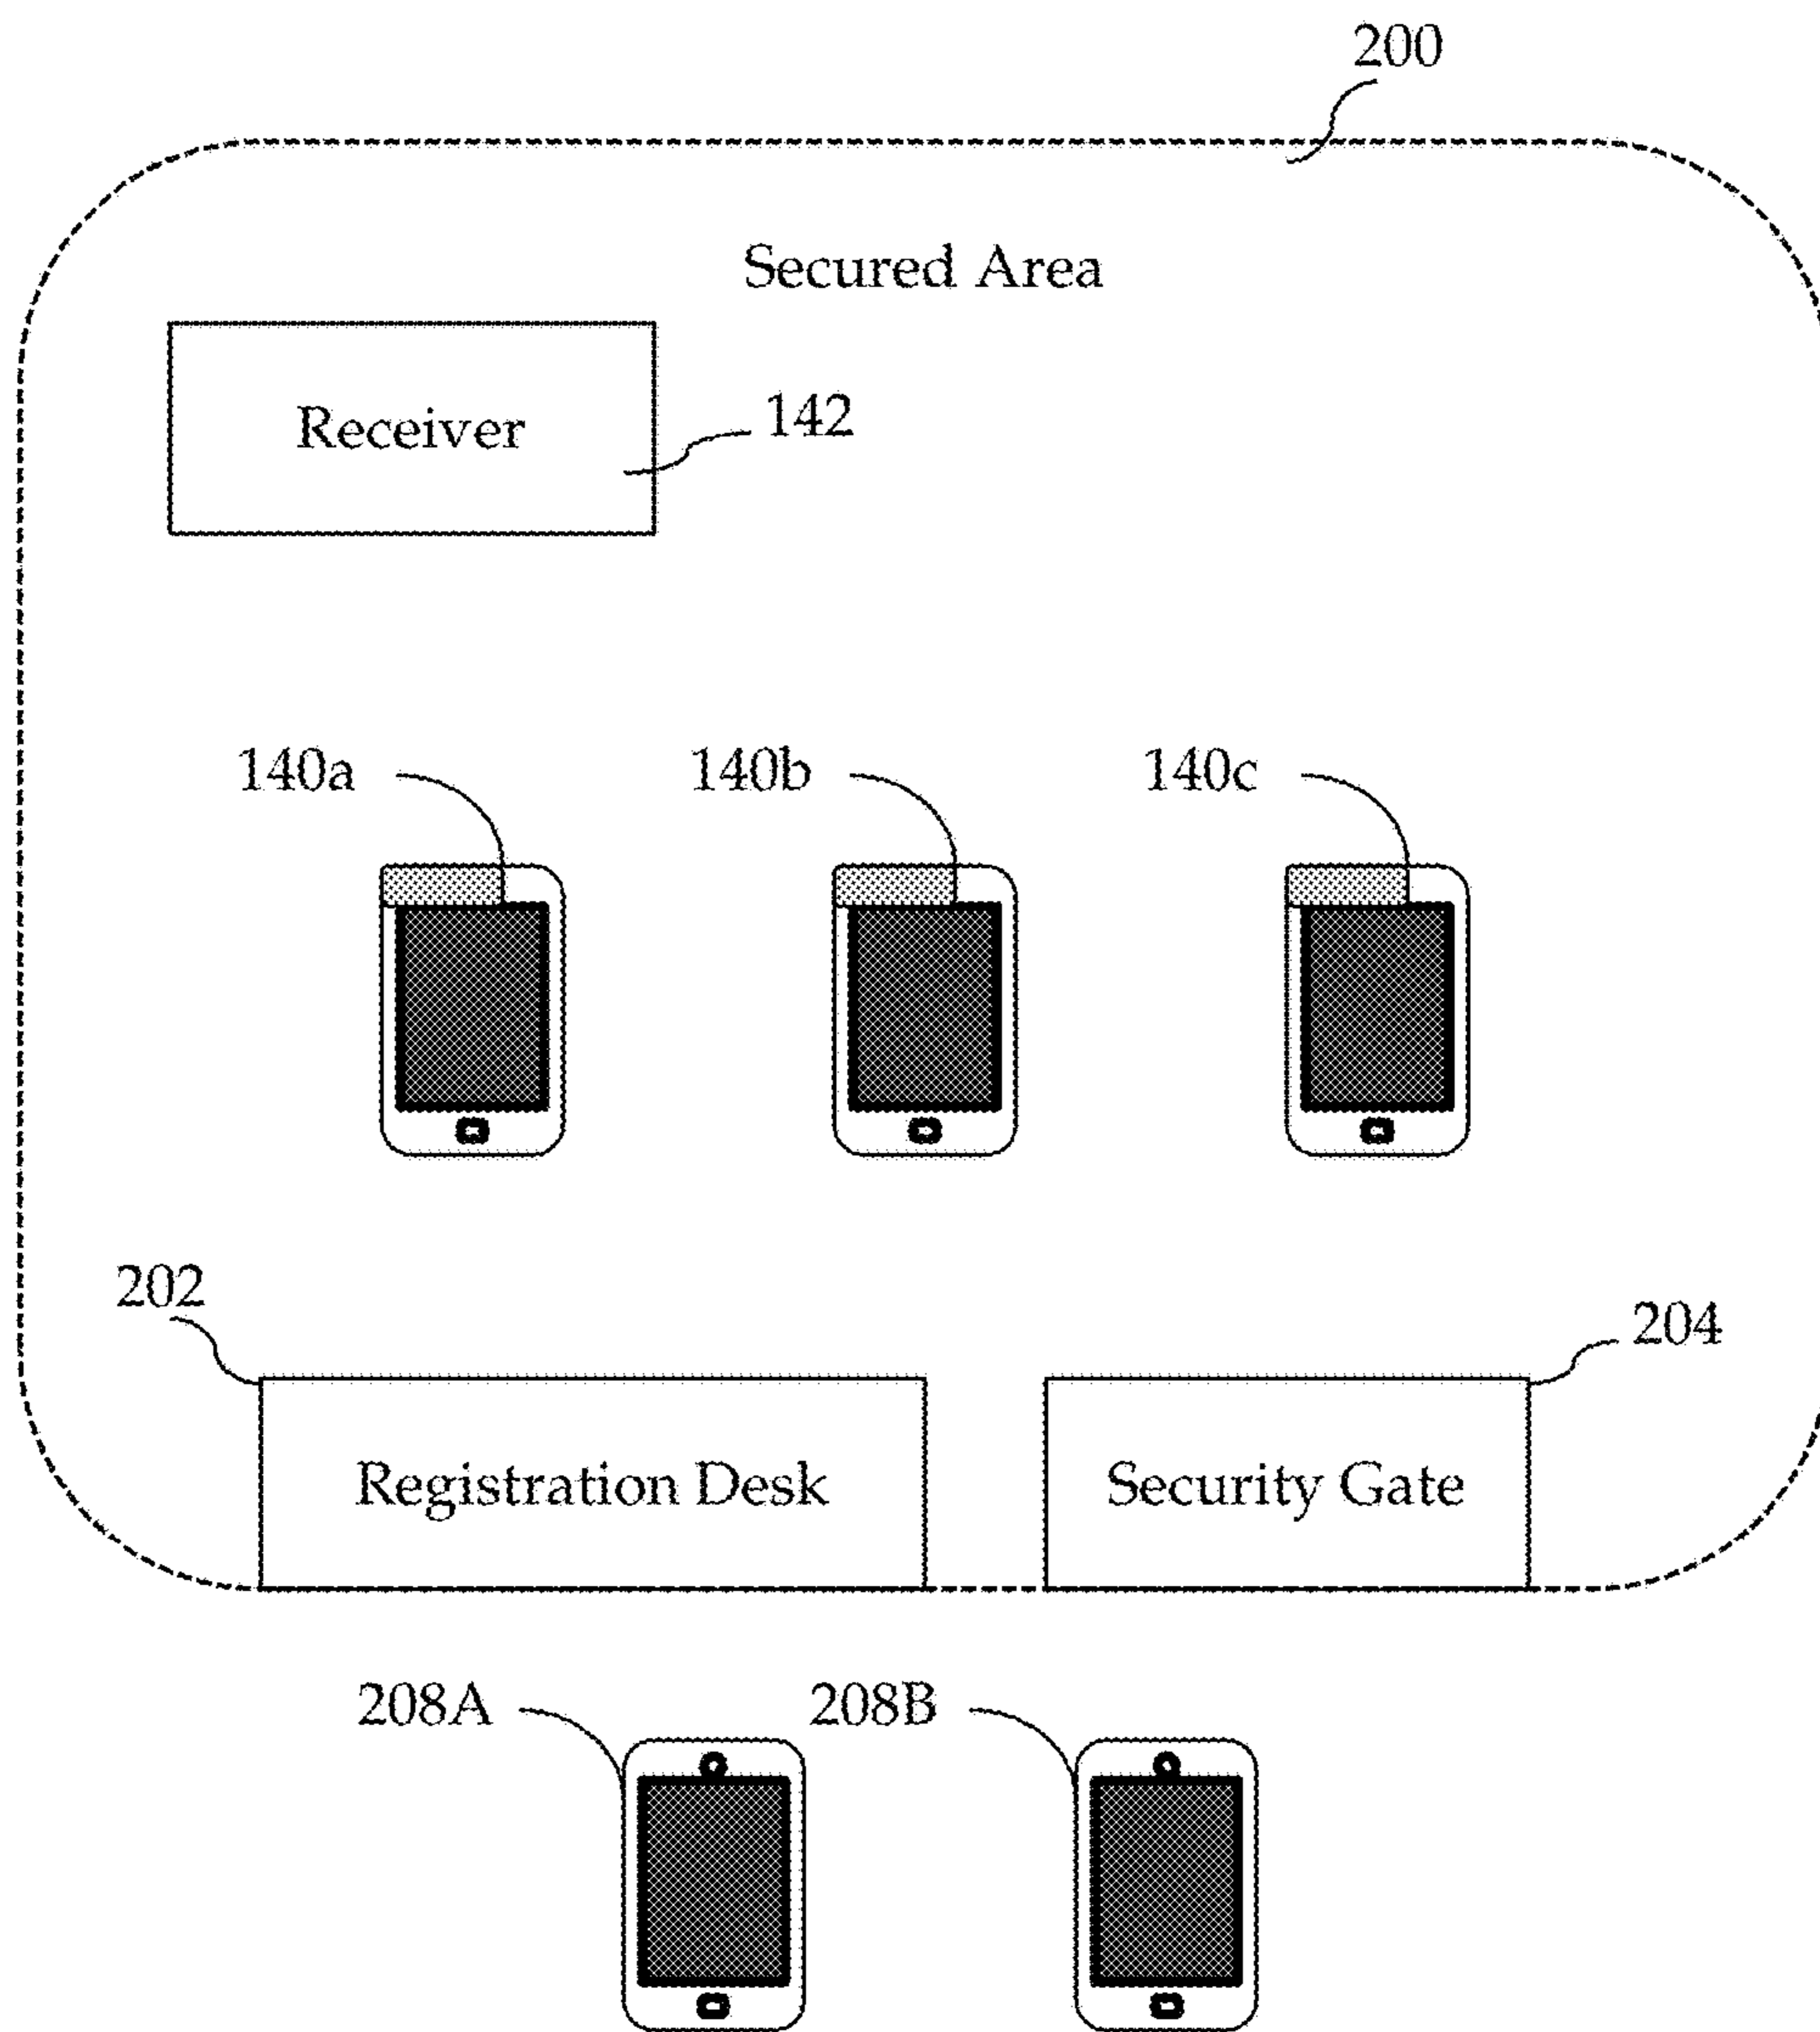 200
Secured Area
Receiver
142
140a
140b
140c
202
204
Registration Desk
Security Gate
208A
208B